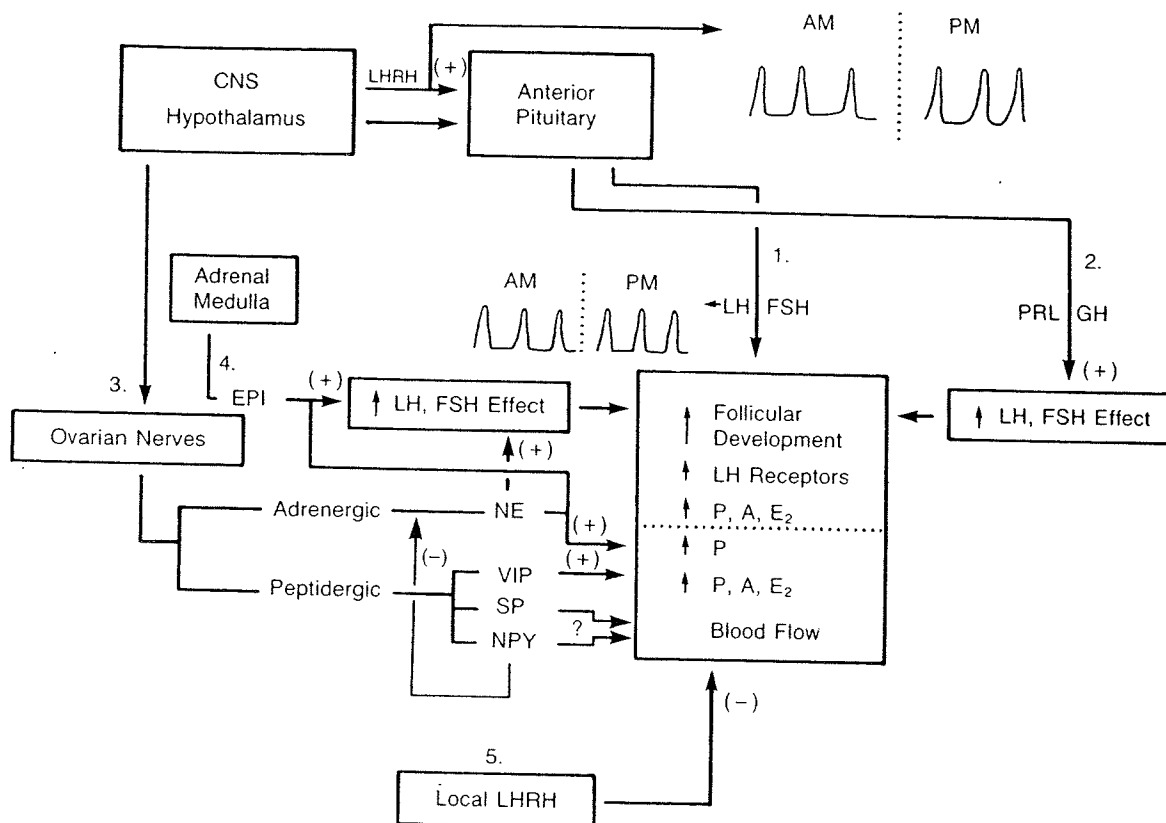 AM PM
CNS
Hypothalamus
LHRH
(+)
Anterior
Pituitary
1.
2.
Adrenal
Medulla
AM PM
LH FSH
PRL GH
3.
4.
EPI
(+)
↑ LH, FSH Effect
(+)
↑ LH, FSH Effect
Ovarian Nerves
(+)
↑ Follicular
Development
↑ LH Receptors
↑ P, A, E₂
Adrenergic
NE
(+)
↑ P
(-)
VIP
(+)
↑ P, A, E₂
Peptidergic
SP
?
NPY
Blood Flow
(-)
5.
Local LHRH